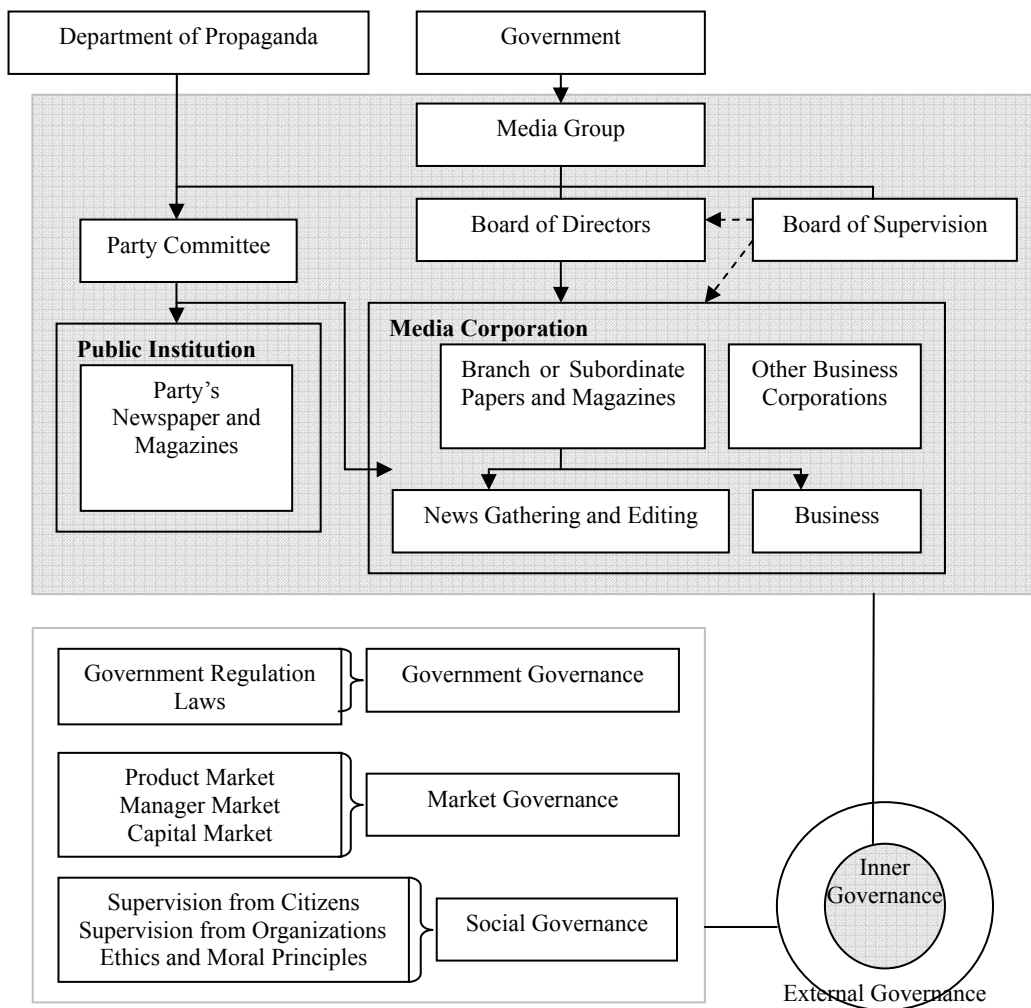 Department of Propaganda
Government
Media Group
Party Committee
Board of Directors
Board of Supervision
Public Institution
Party’s
Newspaper and
Magazines
Media Corporation
Branch or Subordinate
Papers and Magazines
Other Business
Corporations
News Gathering and Editing
Business
Government Regulation
Laws
Government Governance
Product Market
Manager Market
Capital Market
Market Governance
Supervision from Citizens
Supervision from Organizations
Ethics and Moral Principles
Social Governance
Inner
Governance
External Governance